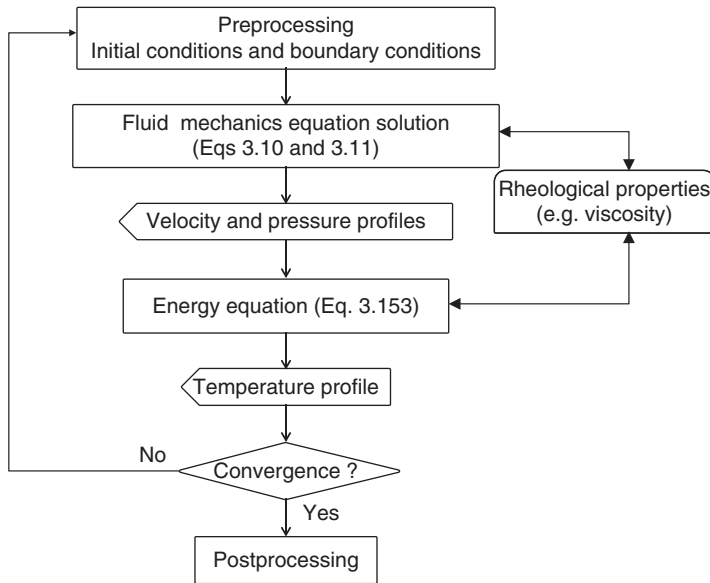 Preprocessing
Initial conditions and boundary conditions
Fluid mechanics equation solution
(Eqs 3.10 and 3.11)
Rheological properties
(e.g. viscosity)
Velocity and pressure profiles
Energy equation (Eq. 3.153)
Temperature profile
No
Convergence ?
Yes
Postprocessing